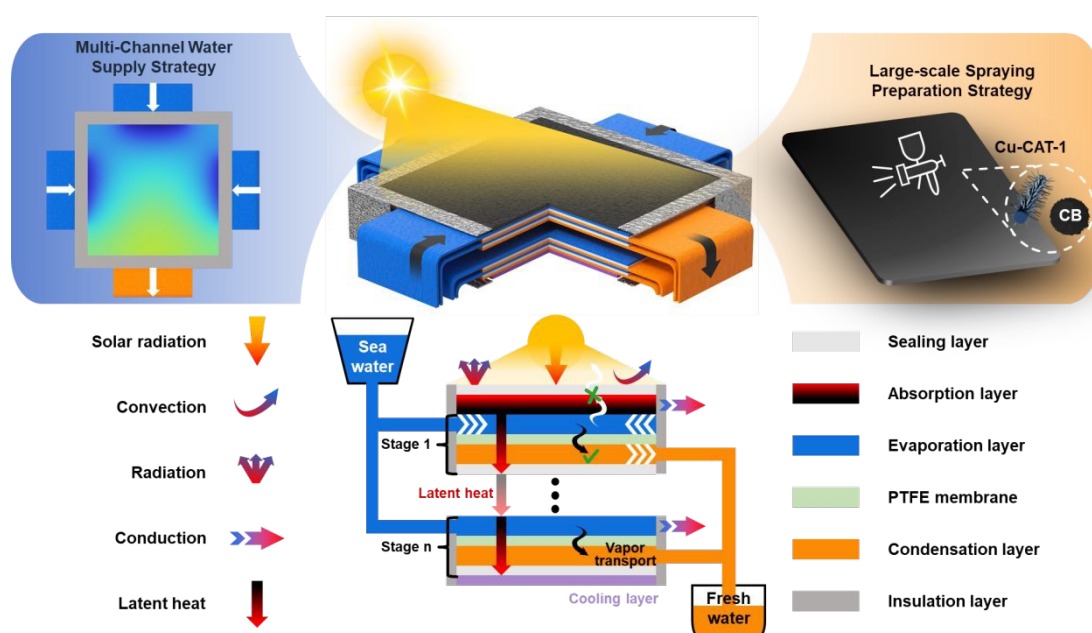 Multi-Channel Water
Supply Strategy
Large-scale Spraying
Preparation Strategy
Cu-CAT-1
CB
Solar radiation
Convection
Radiation
Conduction
Latent heat
Sea
water
Stage 1
Latent heat
Stage n
Vapor
transport
Cooling layer
Fresh
water
Sealing layer
Absorption layer
Evaporation layer
PTFE membrane
Condensation layer
Insulation layer